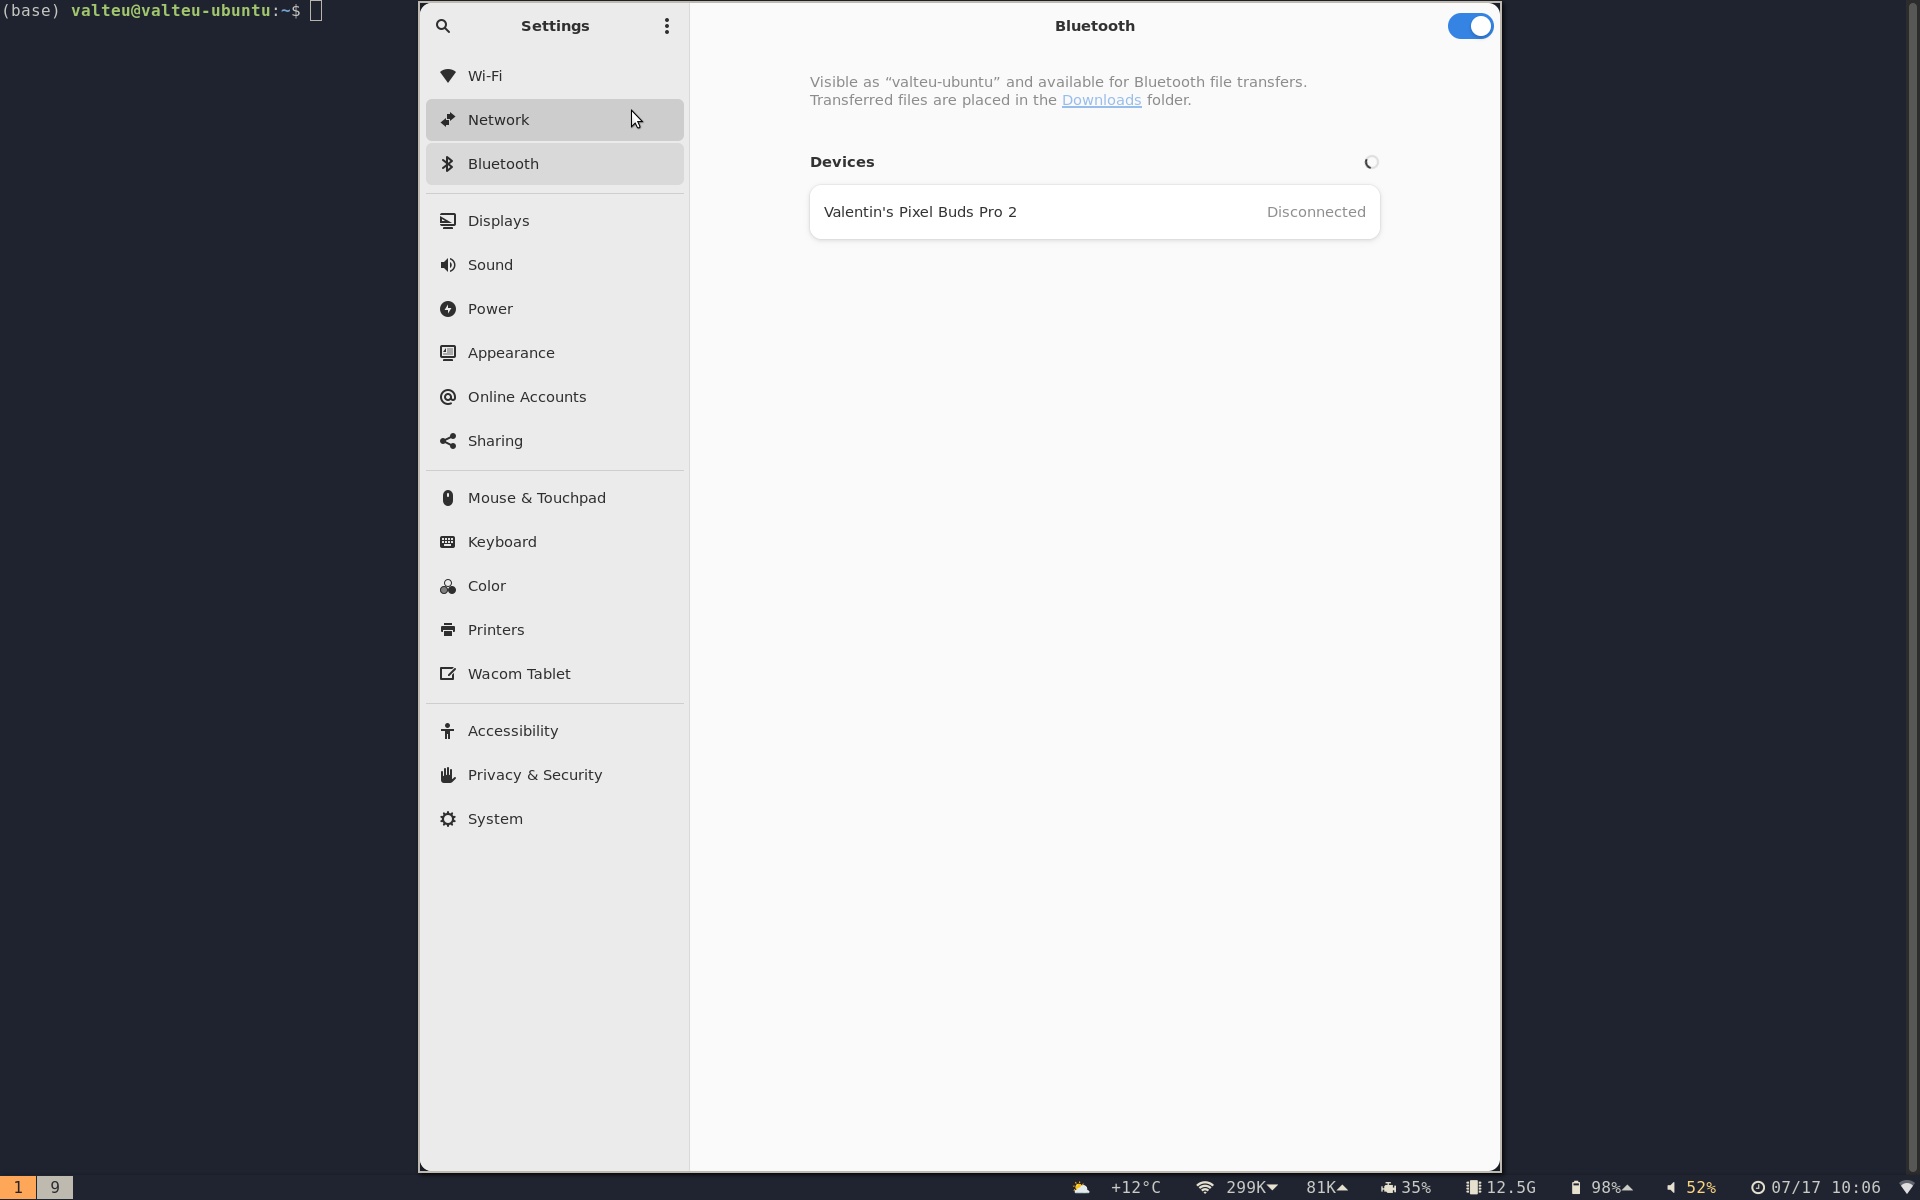 (base) valteu@valteu-ubuntu:~$
Settings
Wi-Fi
Network
Bluetooth
Displays
Sound
Power
Appearance
Online Accounts
Sharing
Mouse & Touchpad
Keyboard
Color
Printers
Wacom Tablet
Accessibility
Privacy & Security
System
Bluetooth
Visible as “valteu-ubuntu” and available for Bluetooth file transfers.
Transferred files are placed in the Downloads folder.
Devices
Valentin's Pixel Buds Pro 2 Disconnected
1 9 +12°C 299K 81K 35% 12.5G 98% 52% 07/17 10:06